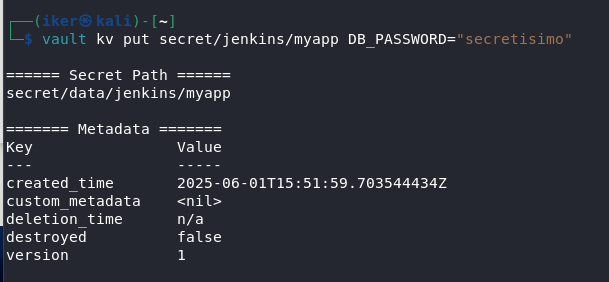 ┌──(iker㉿kali)-[~]
└─$ vault kv put secret/jenkins/myapp DB_PASSWORD="secretisimo"
====== Secret Path ======
secret/data/jenkins/myapp
======= Metadata =======
Key                Value
---                -----
created_time       2025-06-01T15:51:59.703544434Z
custom_metadata    <nil>
deletion_time      n/a
destroyed          false
version            1